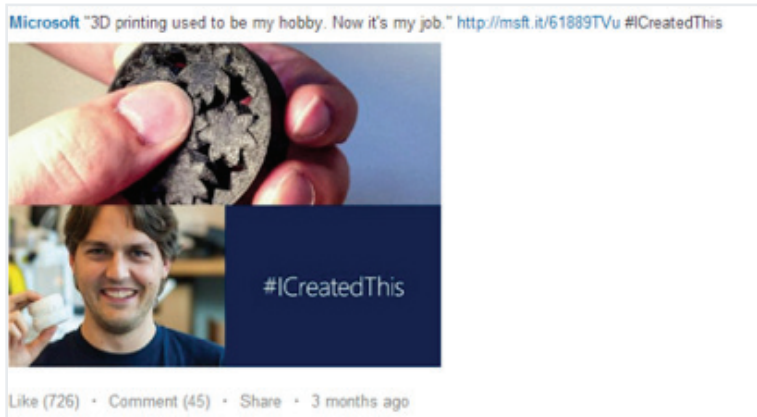 Microsoft "3D printing used to be my hobby. Now it's my job." http://msft.it/61889TVu #ICreatedThis
#ICreatedThis
Like (726) · Comment (45) · Share · 3 months ago